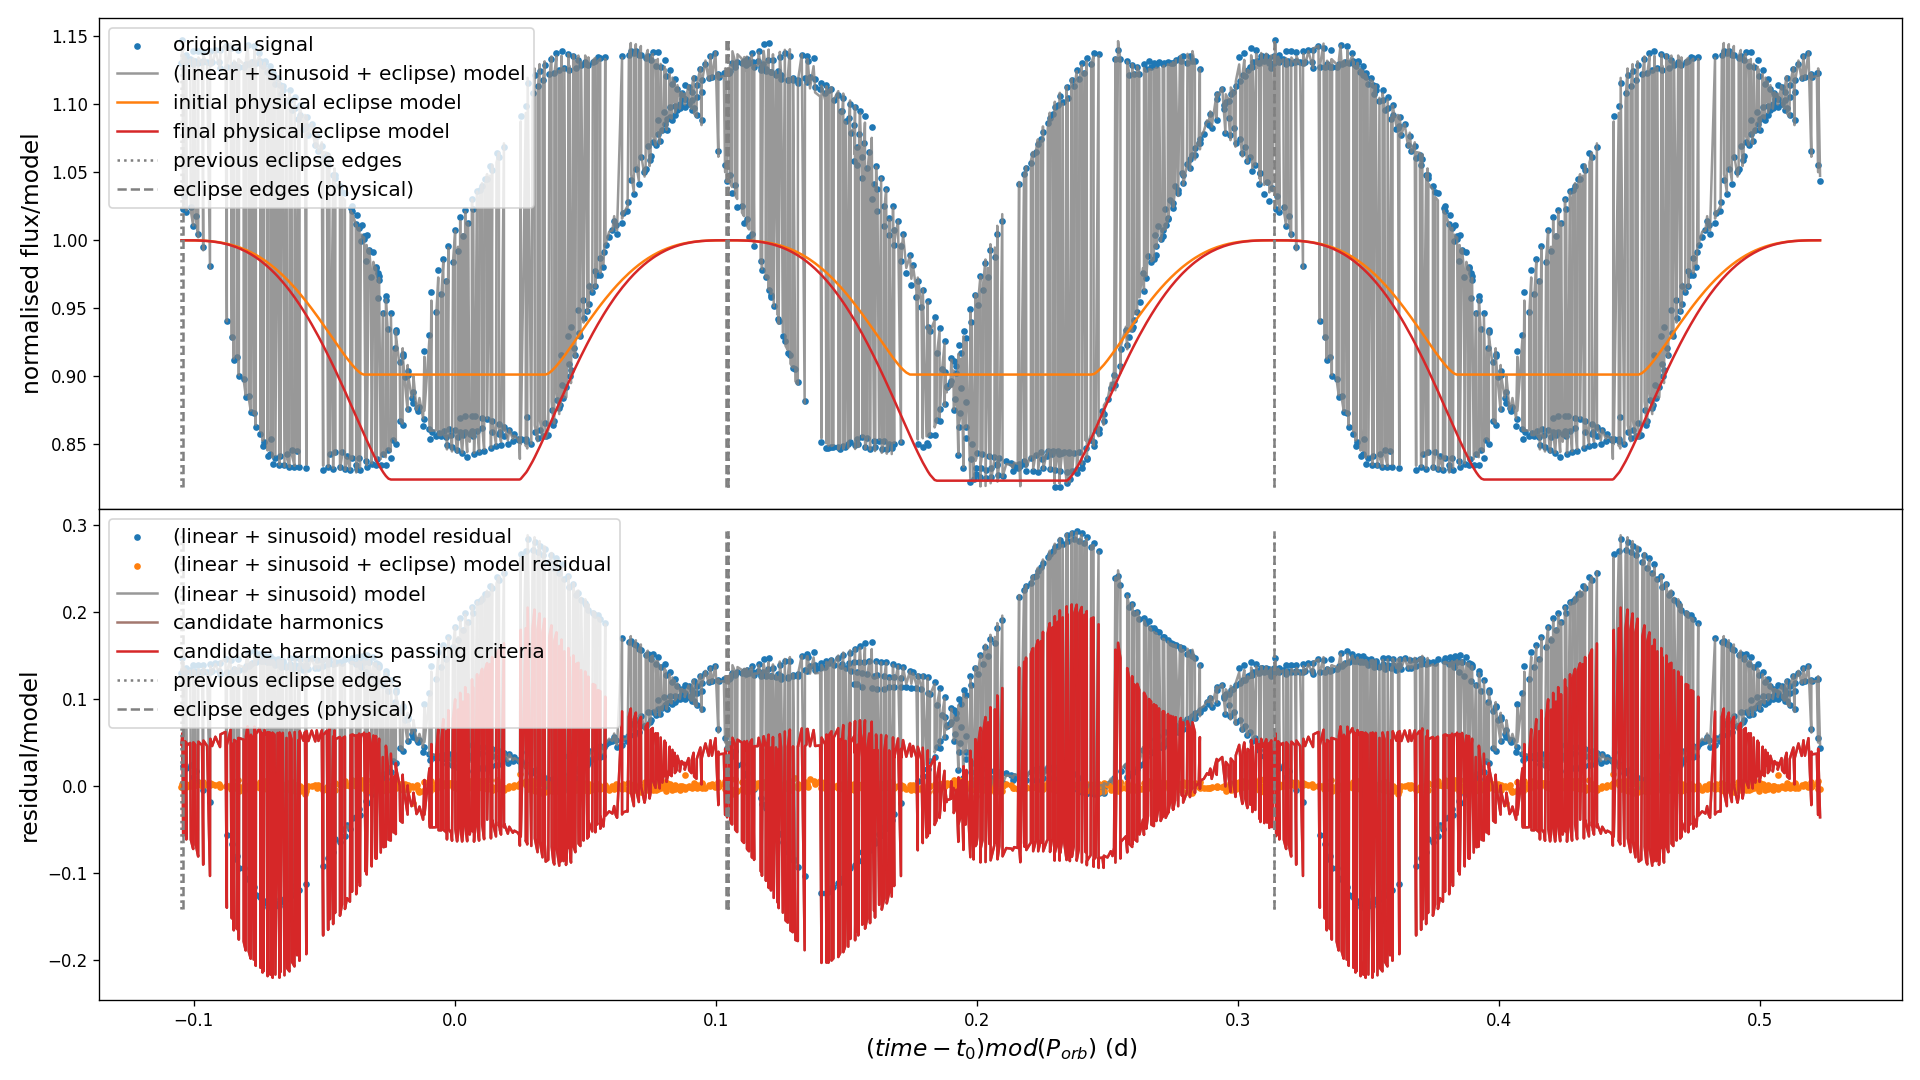 normalised flux/model
1.15
1.10
1.05
1.00
0.95
0.90
0.85
original signal
(linear + sinusoid + eclipse) model
initial physical eclipse model
final physical eclipse model
previous eclipse edges
eclipse edges (physical)
residual/model
0.3
0.2
0.1
0.0
−0.1
−0.2
(linear + sinusoid) model residual
(linear + sinusoid + eclipse) model residual
(linear + sinusoid) model
candidate harmonics
candidate harmonics passing criteria
previous eclipse edges
eclipse edges (physical)
−0.1 0.0 0.1 0.2 0.3 0.4 0.5
(time − t₀)mod(Pₒᵣb) (d)